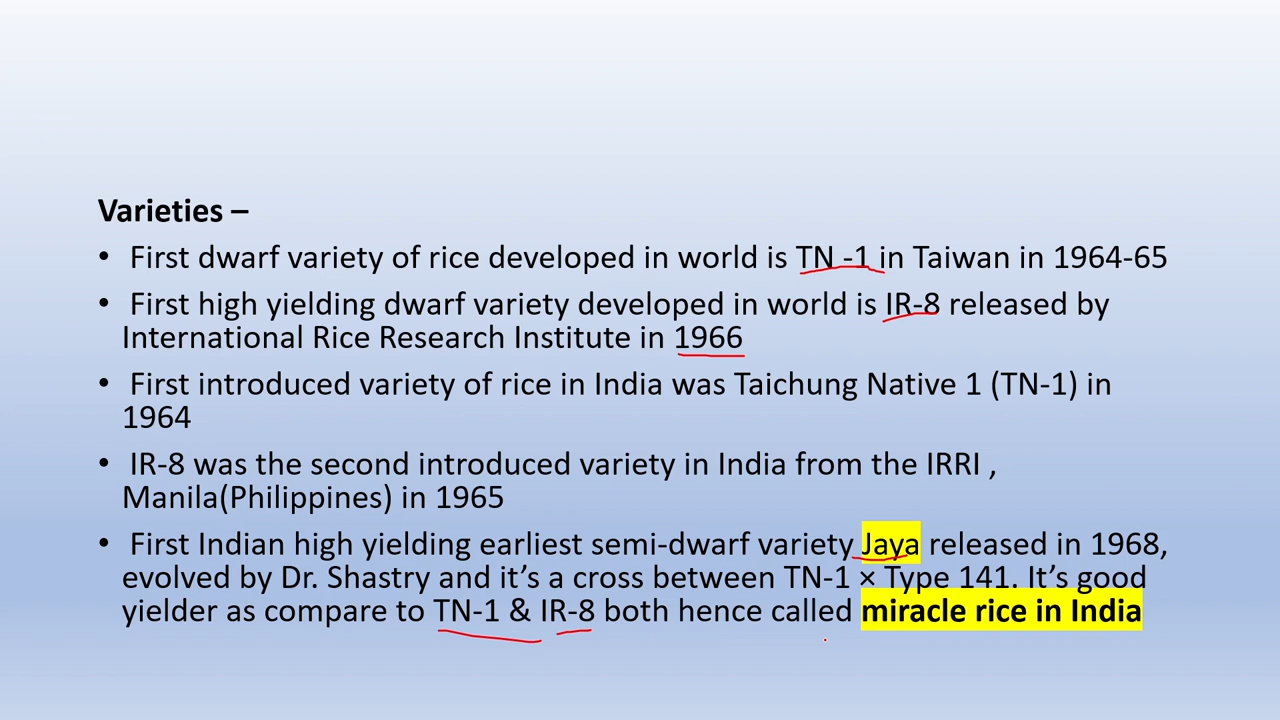 Varieties –
• First dwarf variety of rice developed in world is TN -1 in Taiwan in 1964-65
• First high yielding dwarf variety developed in world is IR-8 released by
International Rice Research Institute in 1966
• First introduced variety of rice in India was Taichung Native 1 (TN-1) in
1964
• IR-8 was the second introduced variety in India from the IRRI ,
Manila(Philippines) in 1965
• First Indian high yielding earliest semi-dwarf variety Jaya released in 1968,
evolved by Dr. Shastry and it’s a cross between TN-1 × Type 141. It’s good
yielder as compare to TN-1 & IR-8 both hence called miracle rice in India